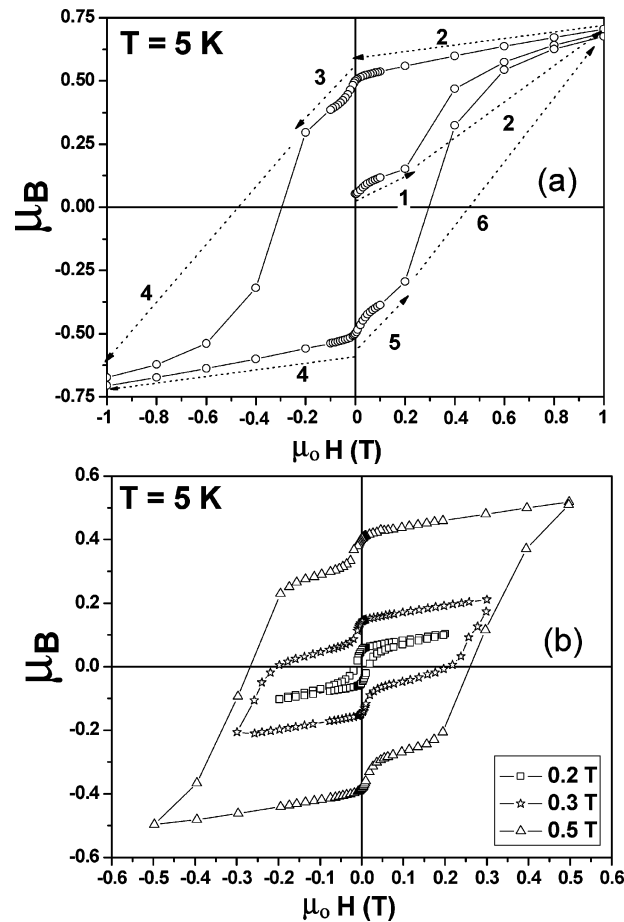 T = 5 K
0.75
0.50
0.25
0.00
-0.25
-0.50
-0.75
μB
2
3
2
1
(a)
6
4
5
4
-1 -0.8 -0.6 -0.4 -0.2 0 0.2 0.4 0.6 0.8 1
μo H (T)
T = 5 K
0.6
0.4
0.2
0.0
-0.2
-0.4
-0.6
μB
(b)
0.2 T
0.3 T
0.5 T
-0.5 -0.4 -0.3 -0.2 -0.1 0.0 0.1 0.2 0.3 0.4 0.5 0.6
μo H (T)